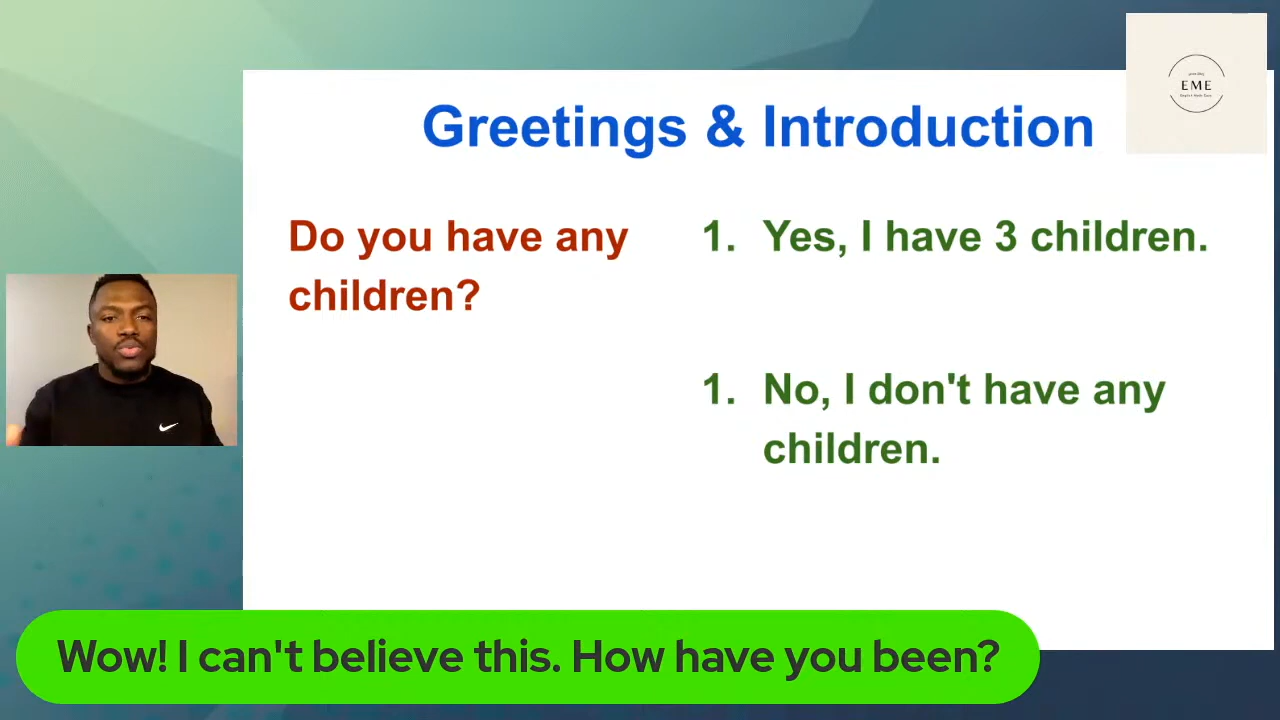 Greetings & Introduction
EME
Do you have any
children?
1. Yes, I have 3 children.
1. No, I don't have any
children.
Wow! I can't believe this. How have you been?